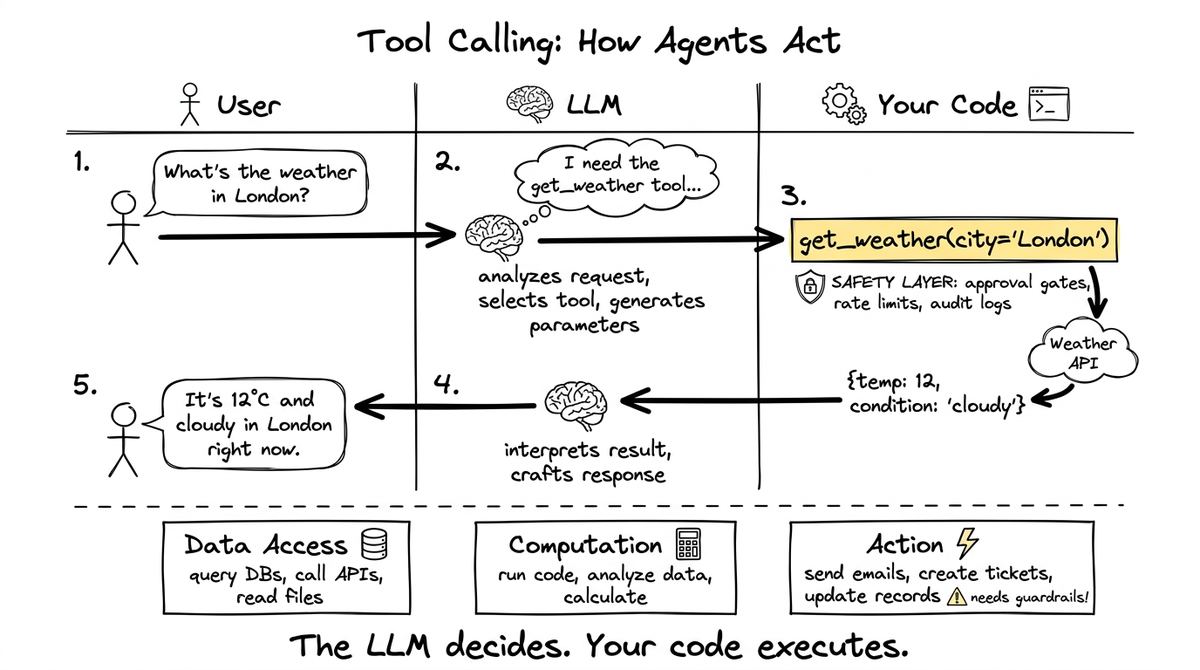 Tool Calling: How Agents Act
User
LLM
Your Code
>_
1.
What's the weather
in London?
2.
I need the
get_weather tool...
analyzes request,
selects tool, generates
parameters
3.
get_weather(city='London')
SAFETY LAYER: approval gates,
rate limits, audit logs
Weather
API
{temp: 12,
condition: 'cloudy'}
4.
interprets result,
crafts response
5.
It's 12°C and
cloudy in London
right now.
Data Access
query DBs, call APIs,
read files
Computation
run code, analyze data,
calculate
Action
send emails, create tickets,
update records ⚠ needs guardrails!
The LLM decides. Your code executes.